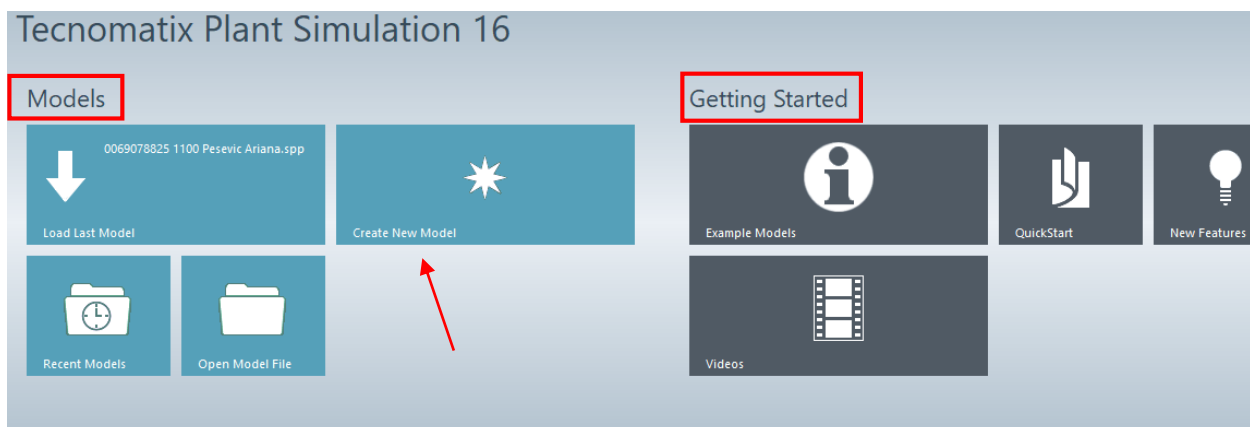 Tecnomatix Plant Simulation 16
Models
0069078825 1100 Pesevic Ariana.spp
Load Last Model
Create New Model
Recent Models
Open Model File
Getting Started
Example Models
QuickStart
New Features
Videos